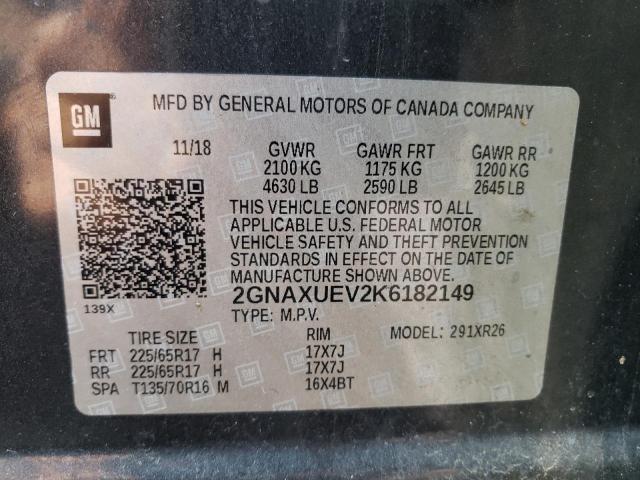 GM
MFD BY GENERAL MOTORS OF CANADA COMPANY
11/18 GVWR GAWR FRT GAWR RR
2100 KG 1175 KG 1200 KG
4630 LB 2590 LB 2645 LB
THIS VEHICLE CONFORMS TO ALL
APPLICABLE U.S. FEDERAL MOTOR
VEHICLE SAFETY AND THEFT PREVENTION
STANDARDS IN EFFECT ON THE DATE OF
MANUFACTURE SHOWN ABOVE.
139X 2GNAXUEV2K6182149
TYPE: M.P.V. MODEL: 291XR26
TIRE SIZE RIM
FRT 225/65R17 H 17X7J
RR 225/65R17 H 17X7J
SPA T135/70R16 M 16X4BT